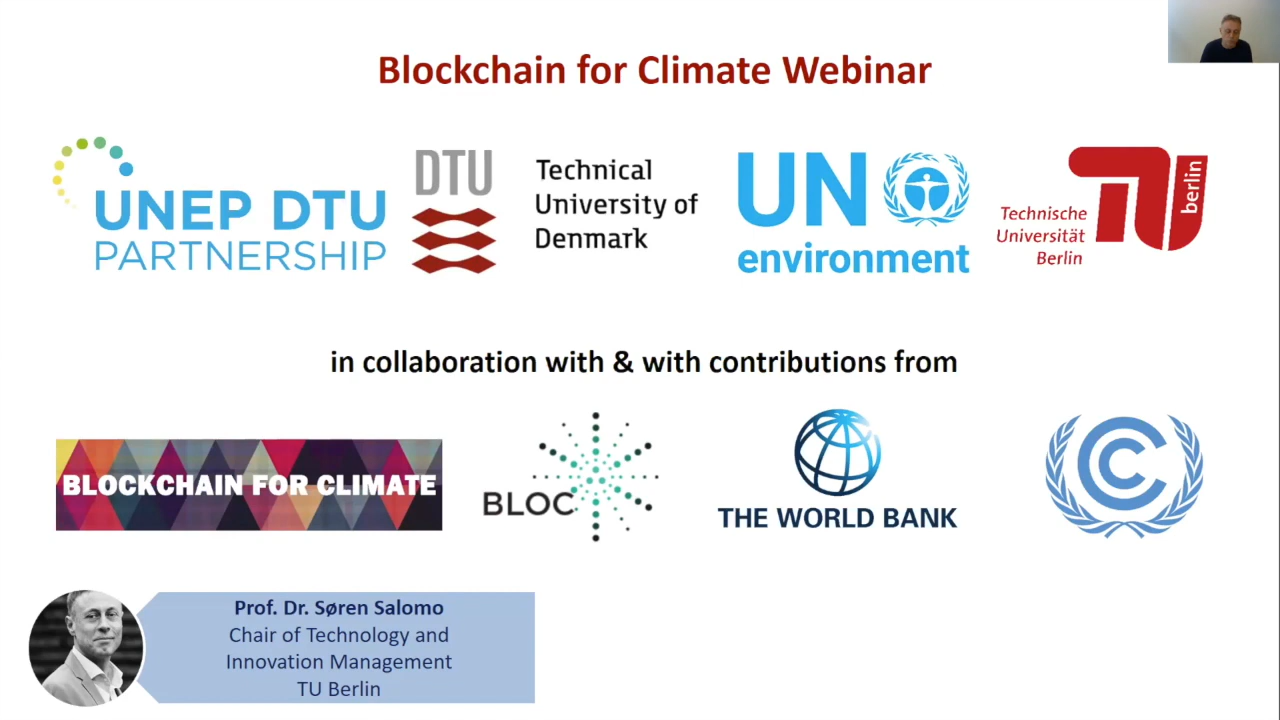 Blockchain for Climate Webinar
UNEP DTU
PARTNERSHIP
DTU
Technical
University of
Denmark
UN
environment
Technische
Universität
Berlin
TU
berlin
in collaboration with & with contributions from
BLOCKCHAIN FOR CLIMATE
BLOC
THE WORLD BANK
Prof. Dr. Søren Salomo
Chair of Technology and
Innovation Management
TU Berlin